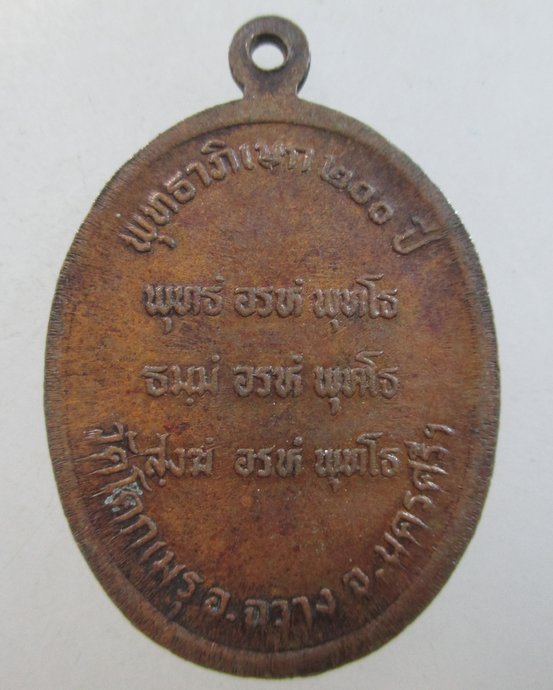 พุทธาภิเษก ๒๐๐ ปี
พุทธํ อรหํ พุทโธ
ธมฺมํ อรหํ พุทโธ
สํฆํ อรหํ พุทโธ
วัดโคกเมรุ อ.ฉวาง จ.นครศรีฯ